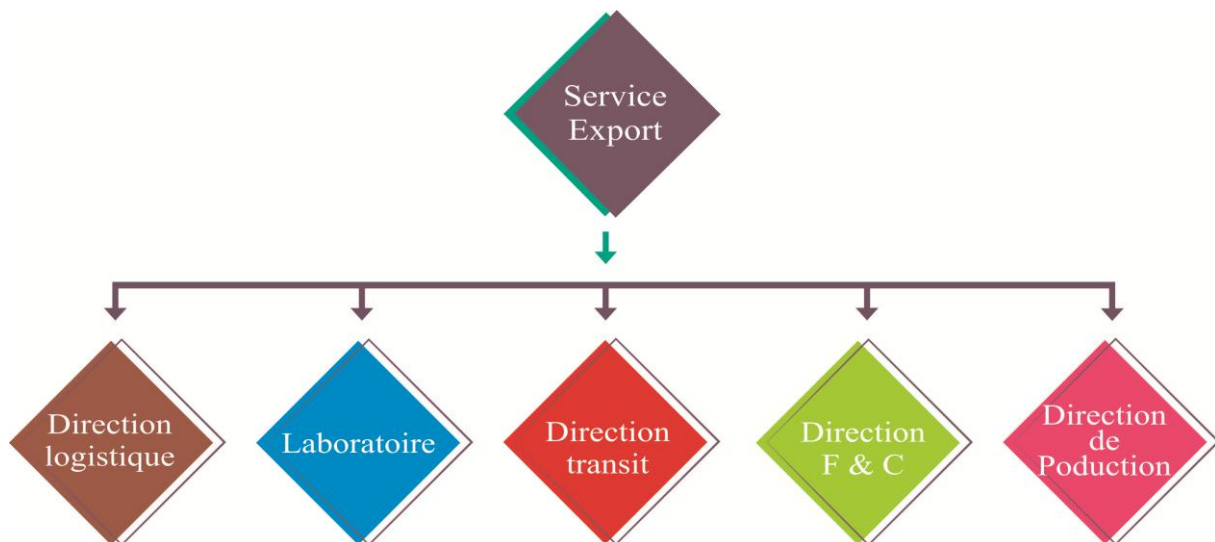 Service
Export
Direction
logistique
Laboratoire
Direction
transit
Direction
F & C
Direction
de
Poduction